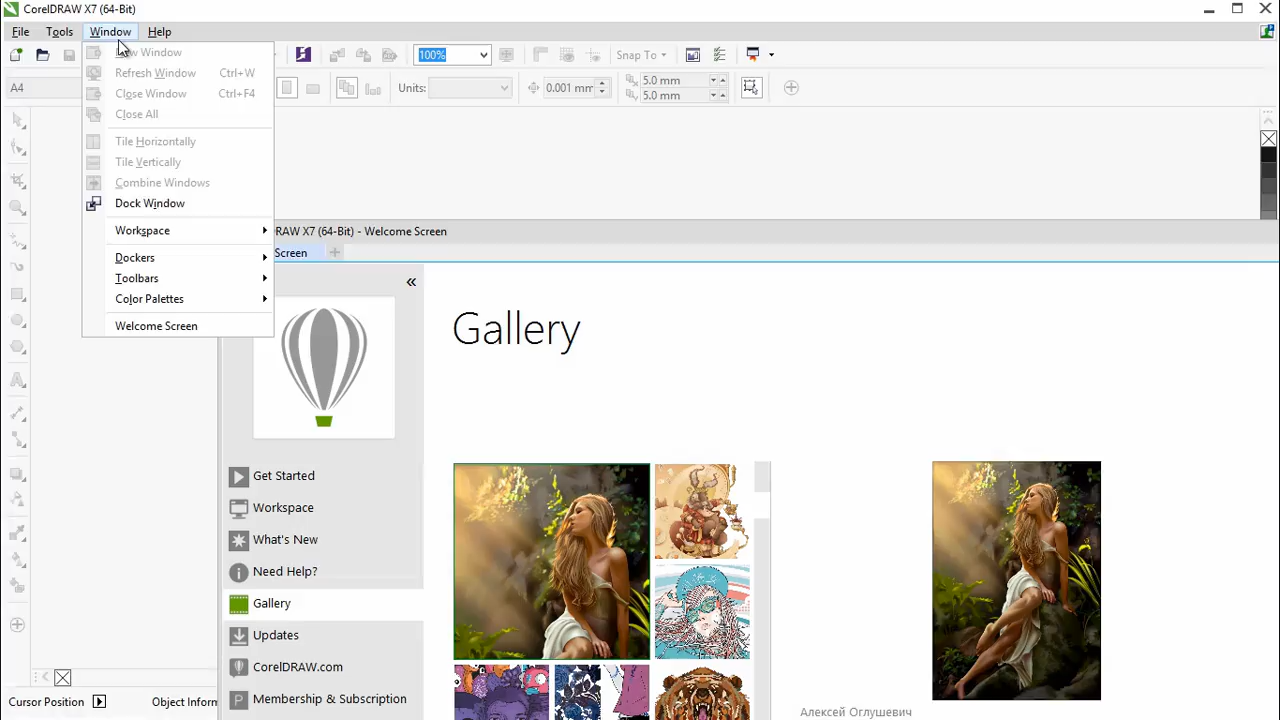 CorelDRAW X7 (64-Bit)
File Tools Window Help
100% Snap To
New Window
Refresh Window Ctrl+W
Close Window Ctrl+F4
Close All
Tile Horizontally
Tile Vertically
Combine Windows
Dock Window
Workspace
Dockers
Toolbars
Color Palettes
Welcome Screen
A4 Units: 0.001 mm 5.0 mm
5.0 mm
RAW X7 (64-Bit) - Welcome Screen
Screen
Gallery
Get Started
Workspace
What's New
Need Help?
Gallery
Updates
CorelDRAW.com
Membership & Subscription
Алексей Оглушевич
Cursor Position Object Inform